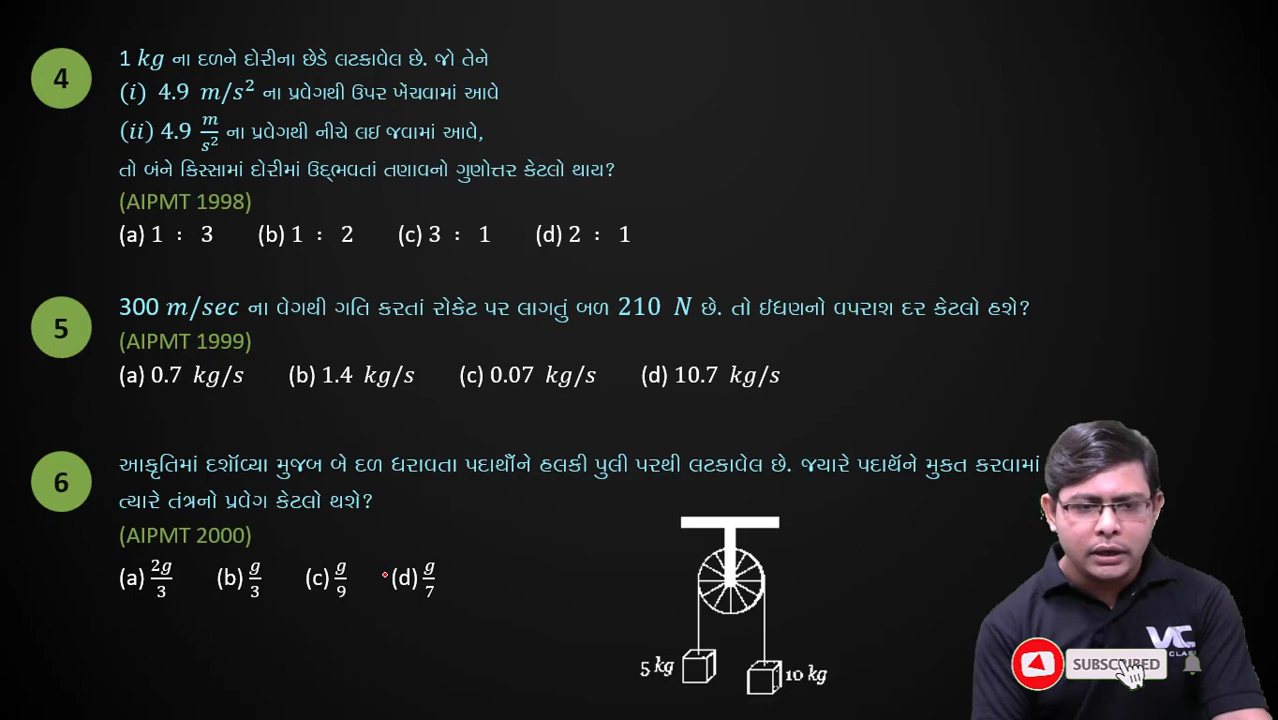 4
1 kg ના દળને દોરીના છેડે લટકાવેલ છે. જો તેને
(i) 4.9 m/s² ના પ્રવેગથી ઉપર ખેંચવામાં આવે
(ii) 4.9 m/s² ના પ્રવેગથી નીચે લઇ જવામાં આવે,
તો બંને કિસ્સામાં દોરીમાં ઉદ્ભવતાં તણાવનો ગુણોત્તર કેટલો થાય?
(AIPMT 1998)
(a) 1 : 3 (b) 1 : 2 (c) 3 : 1 (d) 2 : 1
5
300 m/sec ના વેગથી ગતિ કરતાં રોકેટ પર લાગતું બળ 210 N છે. તો ઇંધણનો વપરાશ દર કેટલો હશે?
(AIPMT 1999)
(a) 0.7 kg/s (b) 1.4 kg/s (c) 0.07 kg/s (d) 10.7 kg/s
6
આકૃતિમાં દર્શાવ્યા મુજબ બે દળ ધરાવતા પદાર્થોને હલકી પુલી પરથી લટકાવેલ છે. જ્યારે પદાર્થને મુકત કરવામાં
ત્યારે તંત્રનો પ્રવેગ કેટલો થશે?
(AIPMT 2000)
(a) 2g/3 (b) g/3 (c) g/9 (d) g/7
5 kg
10 kg
SUBSCRIBED